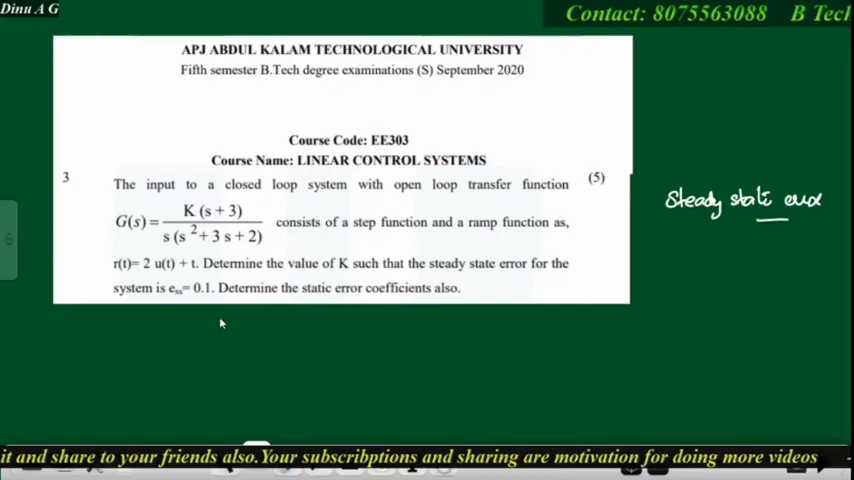 Dinu A G
Contact: 8075563088 B Tech
APJ ABDUL KALAM TECHNOLOGICAL UNIVERSITY
Fifth semester B.Tech degree examinations (S) September 2020
Course Code: EE303
Course Name: LINEAR CONTROL SYSTEMS
3 The input to a closed loop system with open loop transfer function (5)
G(s)= K (s + 3) / s (s² + 3 s + 2) consists of a step function and a ramp function as,
r(t)= 2 u(t) + t. Determine the value of K such that the steady state error for the
system is eₛₛ= 0.1. Determine the static error coefficients also.
Steady state error
it and share to your friends also.Your subscribptions and sharing are motivation for doing more videos